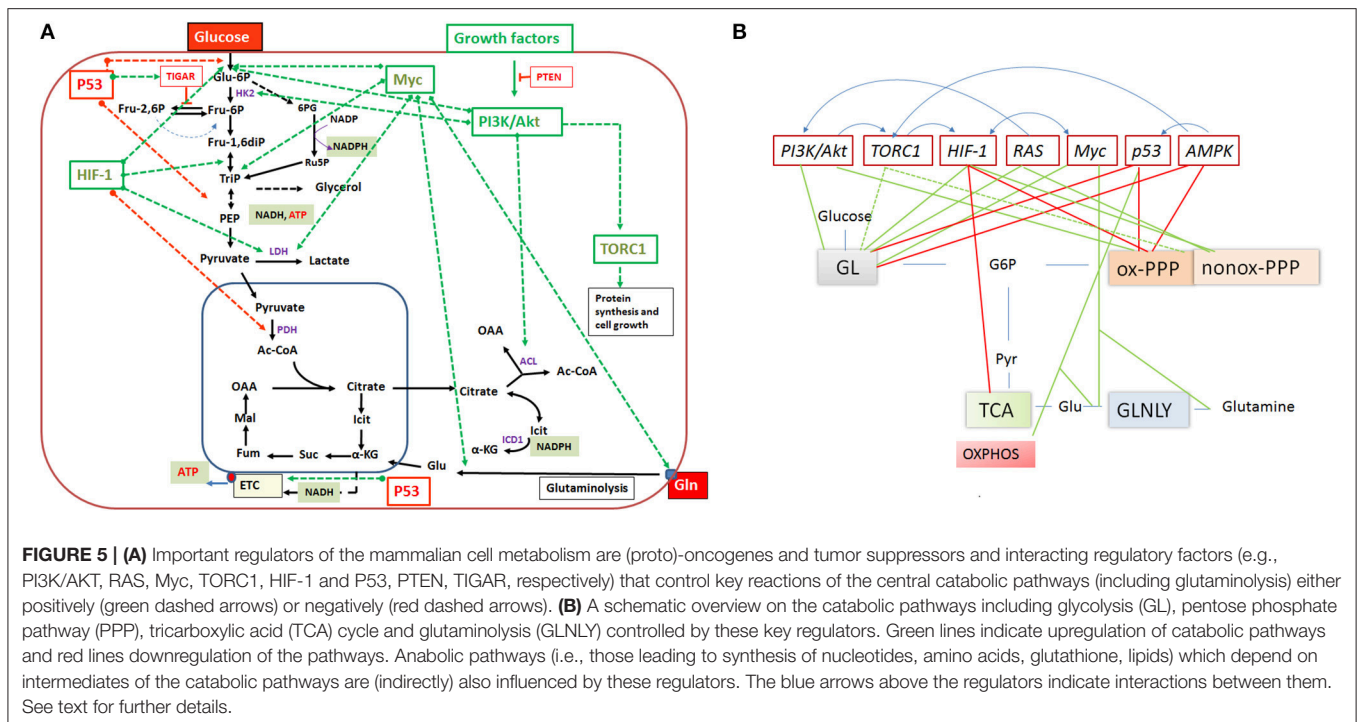 A
Glucose
Growth factors
P53
TIGAR
Glu-6P
Myc
PTEN
HK2
Fru-2,6P
Fru-6P
6PG
NADP
PI3K/Akt
NADPH
Fru-1,6diP
Ru5P
HIF-1
TriP
Glycerol
PEP
NADH, ATP
LDH
TORC1
Pyruvate
Lactate
Protein
synthesis and
cell growth
Pyruvate
PDH
OAA
Ac-CoA
ACL
Ac-CoA
OAA
Citrate
Citrate
Mal
Icit
Icit
ICD1
NADPH
α-KG
Fum
Suc
α-KG
Glu
ATP
ETC
NADH
P53
Glutaminolysis
Gln
B
PI3K/Akt
TORC1
HIF-1
RAS
Myc
p53
AMPK
Glucose
GL
G6P
ox-PPP
nonox-PPP
Pyr
TCA
Glu
GLNLY
Glutamine
OXPHOS
FIGURE 5 | (A) Important regulators of the mammalian cell metabolism are (proto)-oncogenes and tumor suppressors and interacting regulatory factors (e.g.,
PI3K/AKT, RAS, Myc, TORC1, HIF-1 and P53, PTEN, TIGAR, respectively) that control key reactions of the central catabolic pathways (including glutaminolysis) either
positively (green dashed arrows) or negatively (red dashed arrows). (B) A schematic overview on the catabolic pathways including glycolysis (GL), pentose phosphate
pathway (PPP), tricarboxylic acid (TCA) cycle and glutaminolysis (GLNLY) controlled by these key regulators. Green lines indicate upregulation of catabolic pathways
and red lines downregulation of the pathways. Anabolic pathways (i.e., those leading to synthesis of nucleotides, amino acids, glutathione, lipids) which depend on
intermediates of the catabolic pathways are (indirectly) also influenced by these regulators. The blue arrows above the regulators indicate interactions between them.
See text for further details.